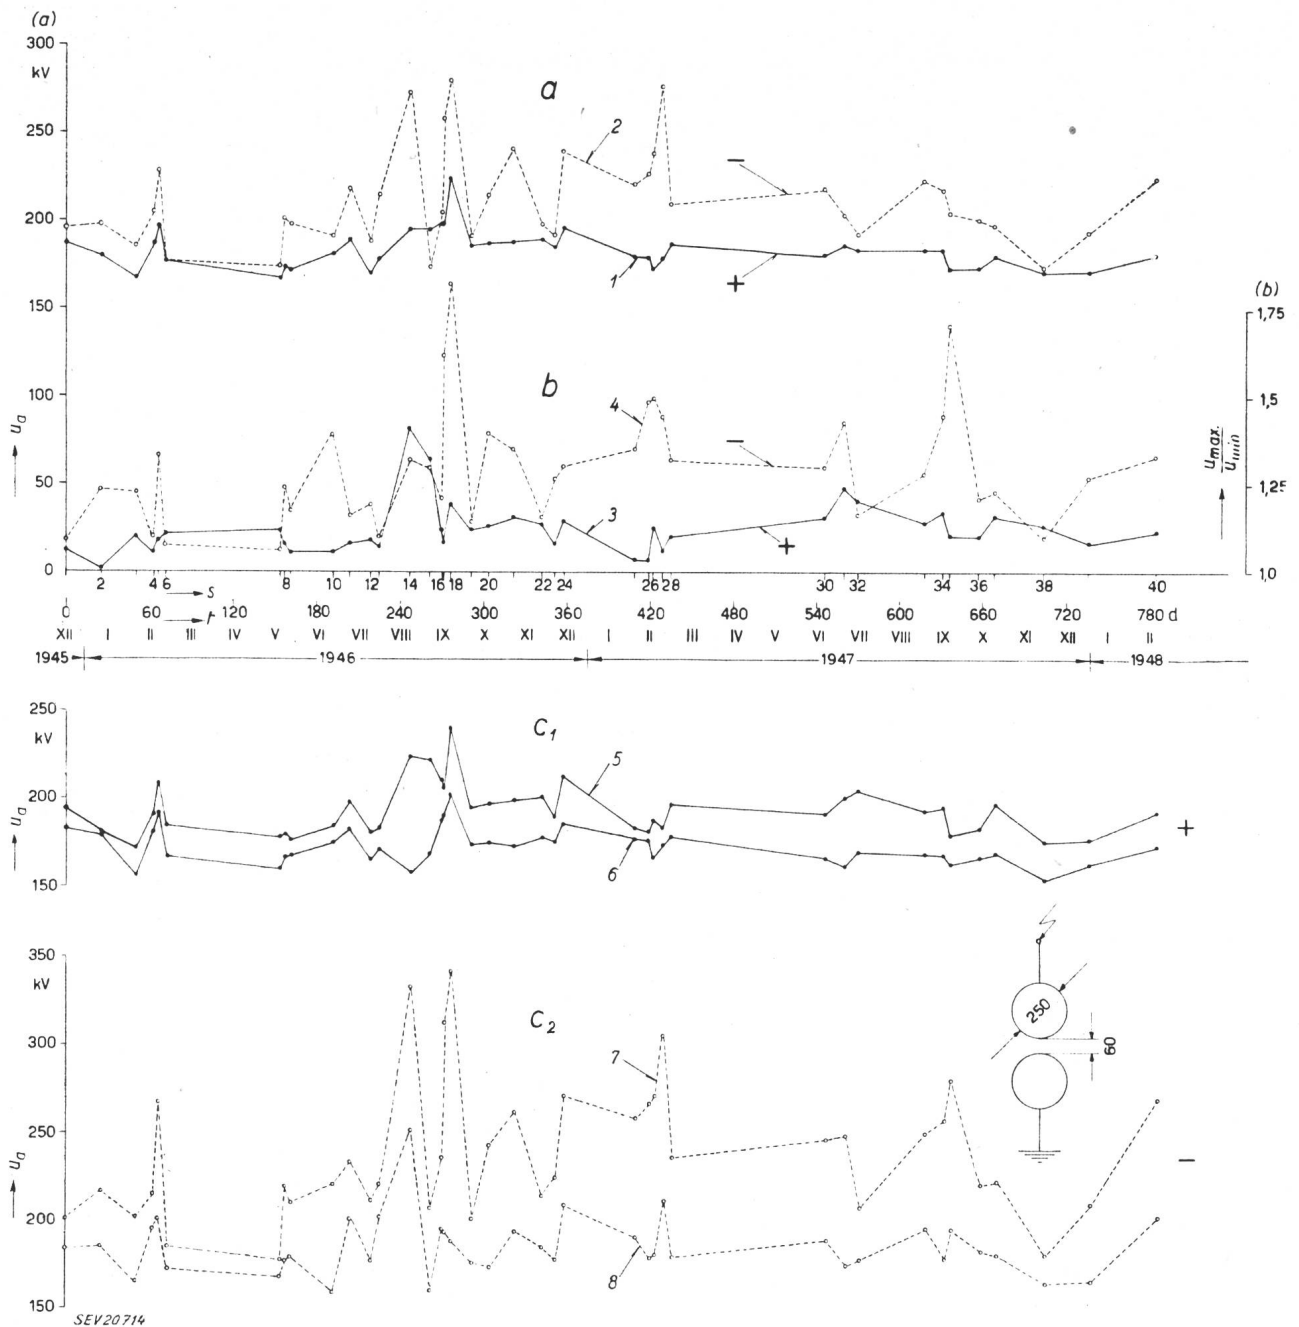 (a)
300
kV
a
250
2
−
200
1
+
150
(b)
1,75
b
100
4
1,5
−
u_a
u_max.
u_min
50
1,25
3
+
0
1,0
2 4 6 8 10 12 14 16 18 20 22 24 26 28 30 32 34 36 38 40
s
0 60 120 180 240 300 360 420 480 540 600 660 720 780 d
t
XII I II III IV V VI VII VIII IX X XI XII I II III IV V VI VII VIII IX X XI XII I II
1945 1946 1947 1948
250
kV
C₁
5
200
+
u_a
6
150
350
kV
250
C₂
60
300
7
250
−
u_a
200
8
150
SEV 20714